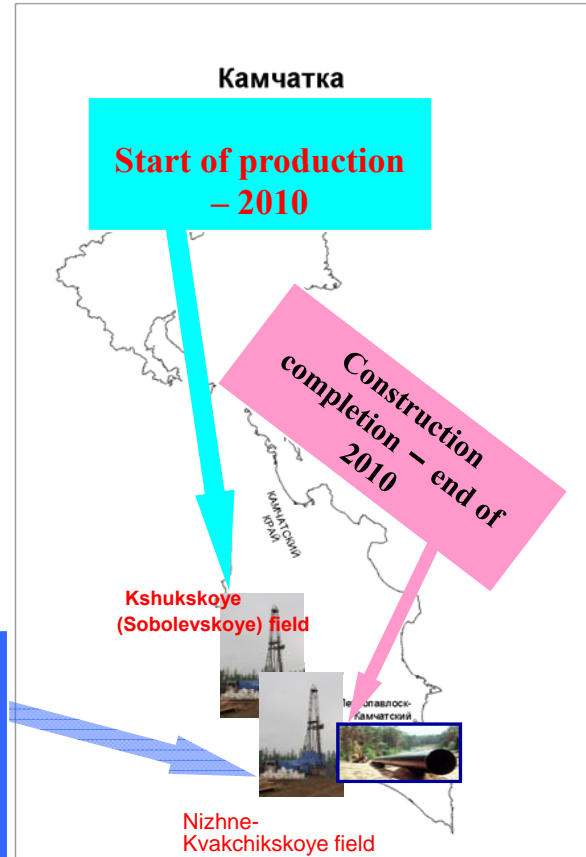 Камчатка
Start of production
– 2010
Construction
completion – end of
2010
КАМЧАТСКИЙ
КРАЙ
Kshukskoye
(Sobolevskoye) field
Камчатский
Nizhne-
Kvakchikskoye field